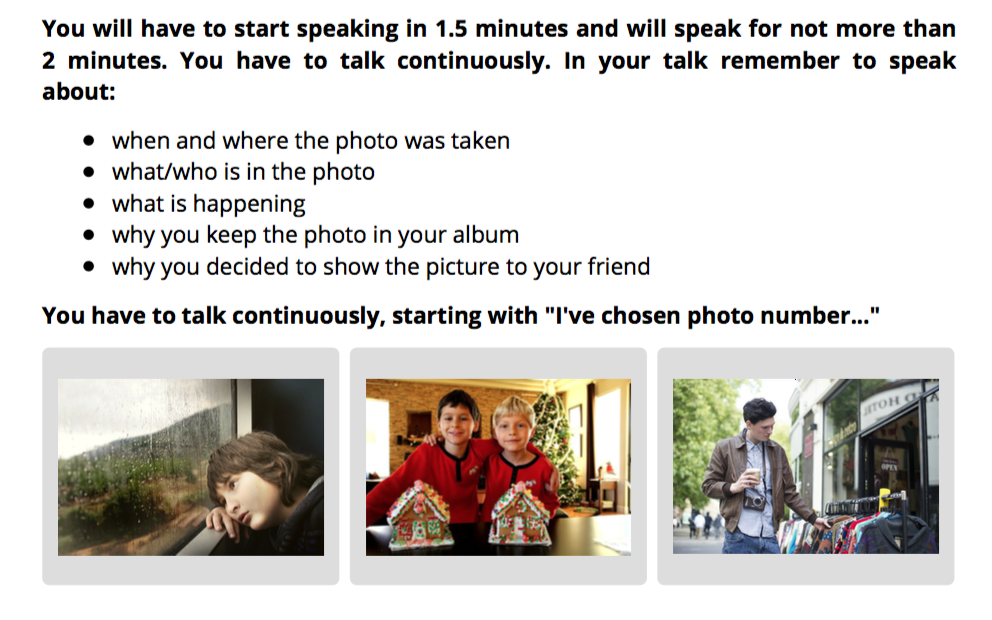 You will have to start speaking in 1.5 minutes and will speak for not more than
2 minutes. You have to talk continuously. In your talk remember to speak
about:
• when and where the photo was taken
• what/who is in the photo
• what is happening
• why you keep the photo in your album
• why you decided to show the picture to your friend
You have to talk continuously, starting with "I've chosen photo number..."
HOTEL
OPEN